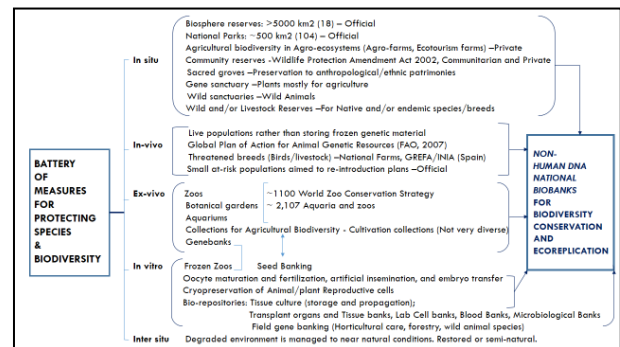 Biosphere reserves: >5000 km2 (18) – Official
National Parks: ~500 km2 (104) – Official
Agricultural biodiversity in Agro-ecosystems (Agro-farms, Ecotourism farms) –Private
Community reserves -Wildlife Protection Amendment Act 2002, Communitarian and Private
In situ
Sacred groves –Preservation to anthropological/ethnic patrimonies
Gene sanctuary –Plants mostly for agriculture
Wild sanctuaries –Wild Animals
Wild and/or Livestock Reserves –For Native and/or endemic species/breeds
Live populations rather than storing frozen genetic material
In-vivo
Global Plan of Action for Animal Genetic Resources (FAO, 2007)
Threatened breeds (Birds/livestock) –National Farms, GREFA/INIA (Spain)
Small at-risk populations aimed to re-introduction plans –Official
BATTERY
OF
MEASURES
FOR
PROTECTING
SPECIES
&
BIODIVERSITY
Ex-vivo
Zoos
~1100 World Zoo Conservation Strategy
Botanical gardens
~ 2,107 Aquaria and zoos
Aquariums
Collections for Agricultural Biodiversity - Cultivation collections (Not very diverse)
Genebanks
In vitro
Frozen Zoos
Seed Banking
Oocyte maturation and fertilization, artificial insemination, and embryo transfer
Cryopreservation of Animal/plant Reproductive cells
Bio-repositories: Tissue culture (storage and propagation);
Transplant organs and Tissue banks, Lab Cell banks, Blood Banks, Microbiological Banks
Field gene banking (Horticultural care, forestry, wild animal species)
Inter situ
Degraded environment is managed to near natural conditions. Restored or semi-natural.
NON-
HUMAN DNA
NATIONAL
BIOBANKS
FOR
BIODIVERSITY
CONSERVATION
AND
ECOREPLICATION